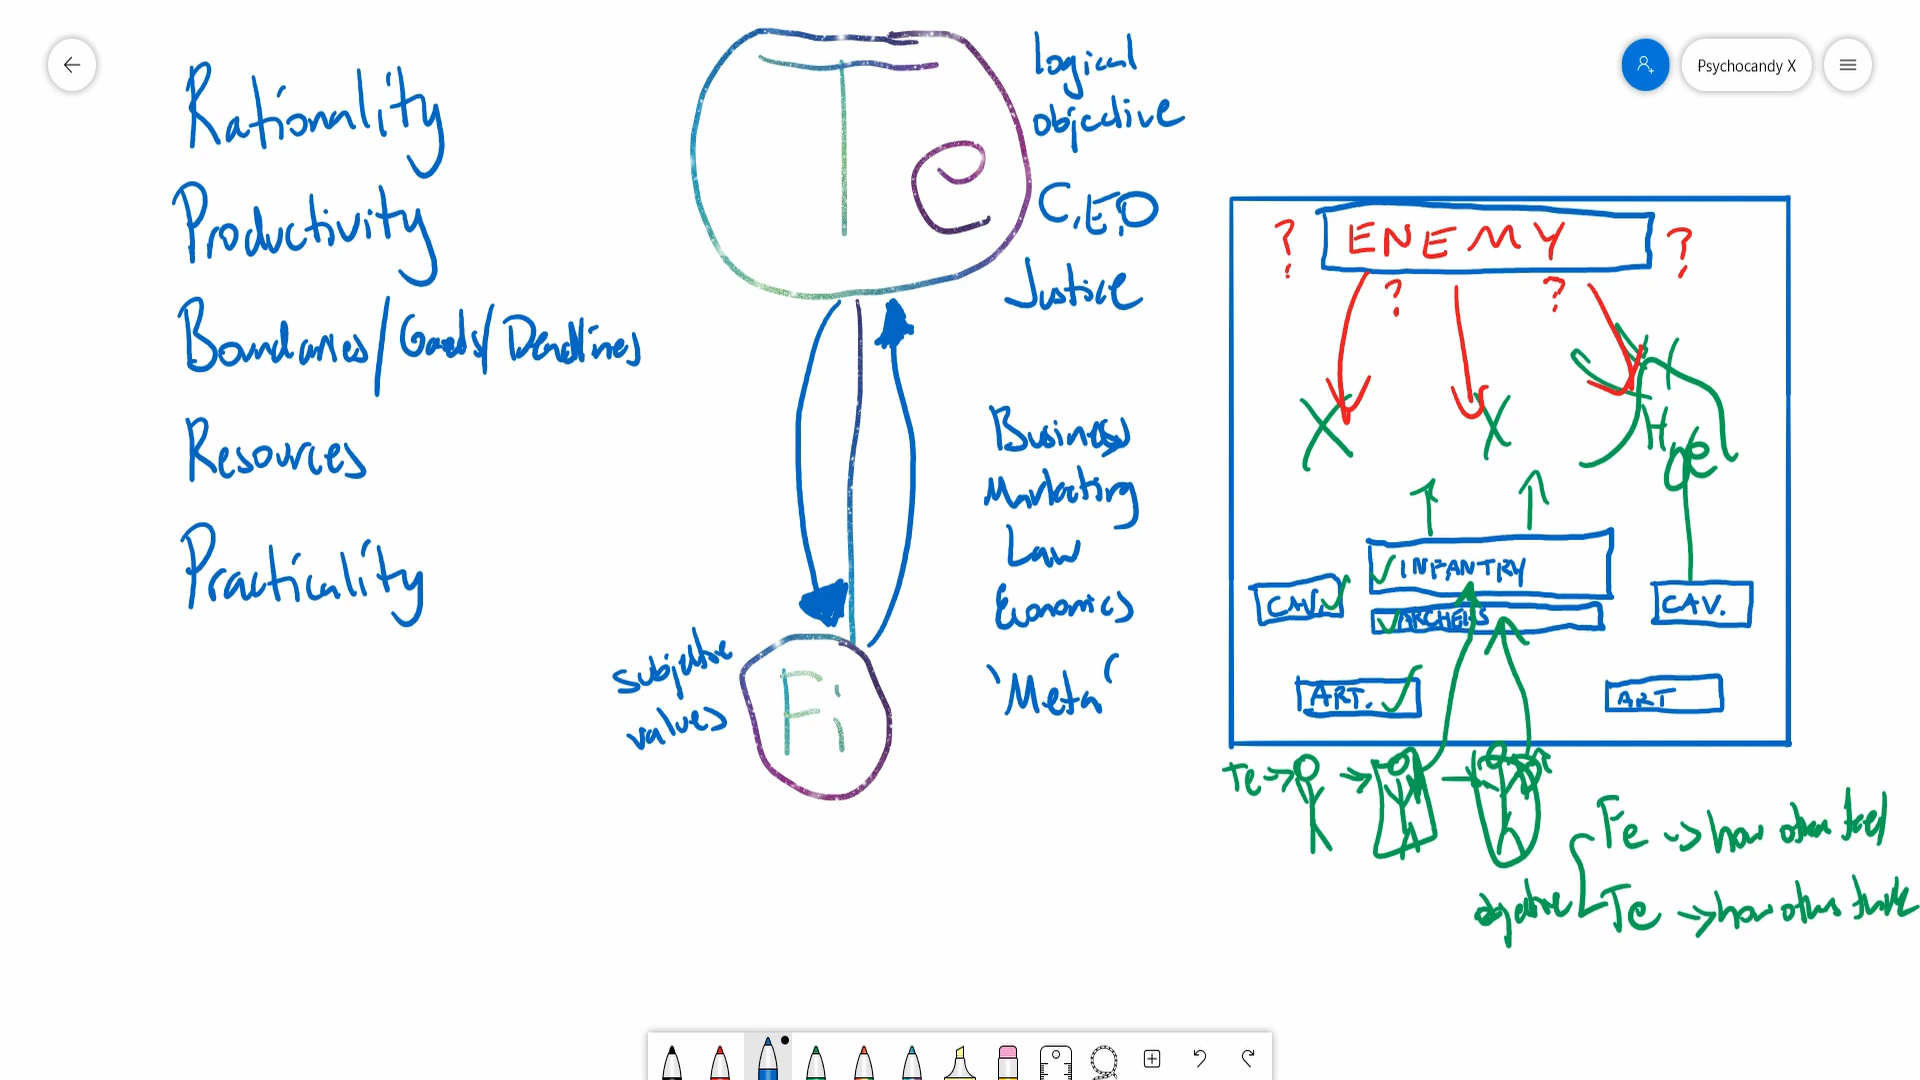 Rationality
Productivity
Boundaries/Goals/Deadlines
Resources
Practicality
Te
logical
objective
C.E.O
Justice
Business
Marketing
Law
Economics
'Meta'
subjective
values
Fi
Psychocandy X
? ENEMY ?
? ?
X X
INFANTRY
CAV.
ARCHERS
CAV.
ART.
ART
Te
objective
Fe → how others feel
Te → how others think